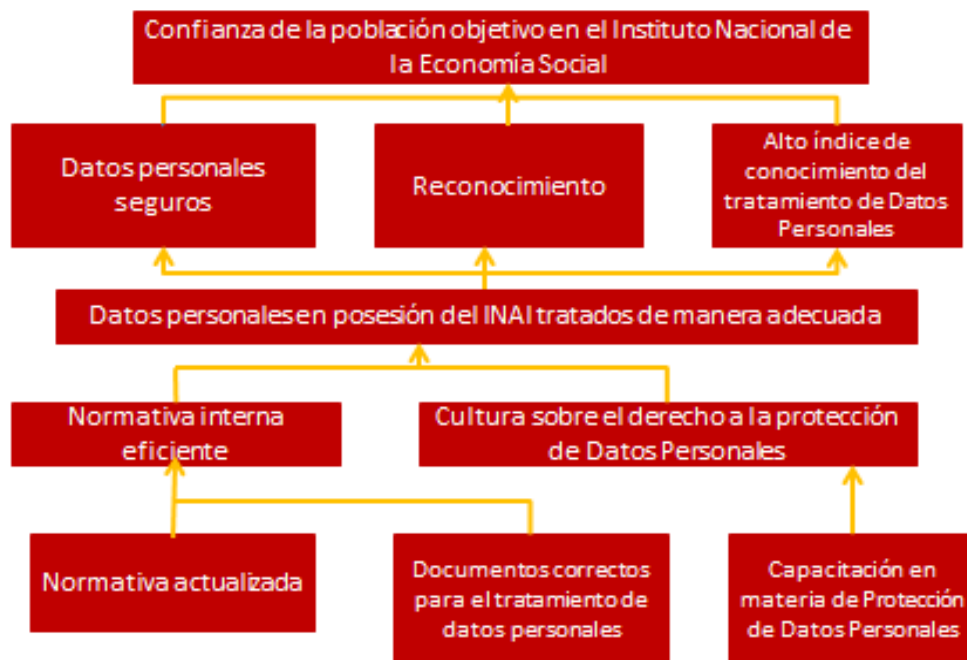 Confianza de la población objetivo en el Instituto Nacional de
la Economía Social
Datos personales
seguros
Reconocimiento
Alto índice de
conocimiento del
tratamiento de Datos
Personales
Datos personales en posesión del INAI tratados de manera adecuada
Normativa interna
eficiente
Cultura sobre el derecho a la protección
de Datos Personales
Normativa actualizada
Documentos correctos
para el tratamiento de
datos personales
Capacitación en
materia de Protección
de Datos Personales